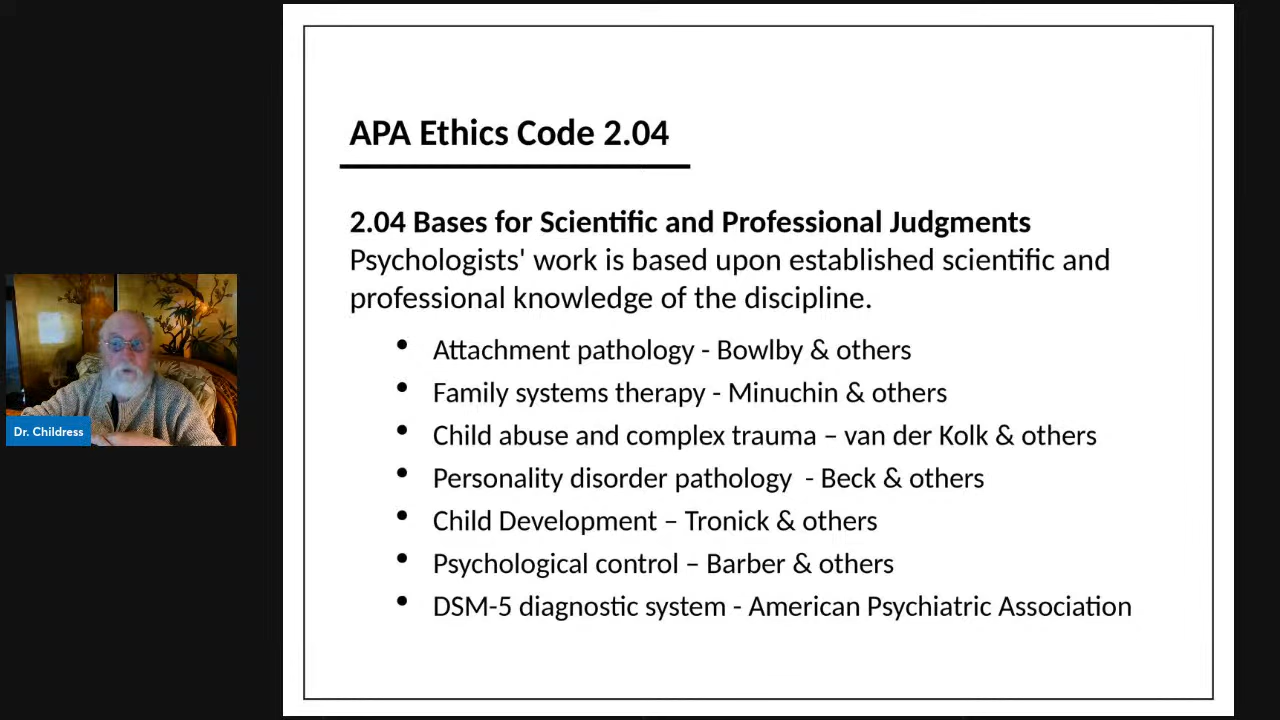 APA Ethics Code 2.04
2.04 Bases for Scientific and Professional Judgments
Psychologists' work is based upon established scientific and
professional knowledge of the discipline.
• Attachment pathology - Bowlby & others
• Family systems therapy - Minuchin & others
• Child abuse and complex trauma – van der Kolk & others
• Personality disorder pathology  - Beck & others
• Child Development – Tronick & others
• Psychological control – Barber & others
• DSM-5 diagnostic system - American Psychiatric Association
Dr. Childress